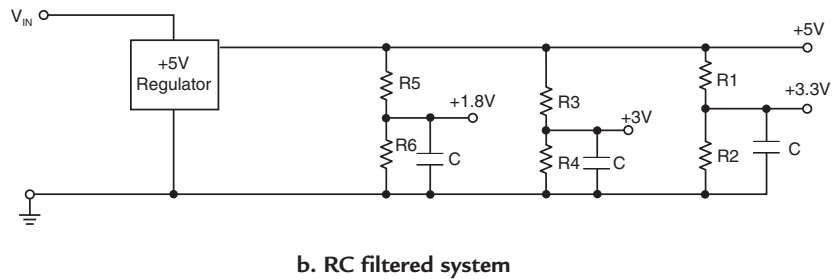 VIN
+5V
+5V
Regulator
R5
R1
+1.8V
R3
+3.3V
+3V
R6
C
R4
C
R2
C
b. RC filtered system